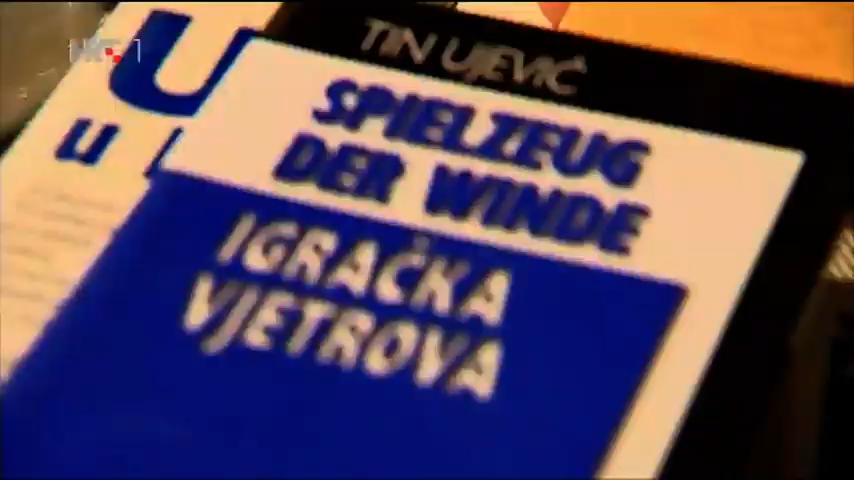 HRT 1
TIN UJEVIĆ
SPIELZEUG
DER WINDE
IGRAČKA
VJETROVA